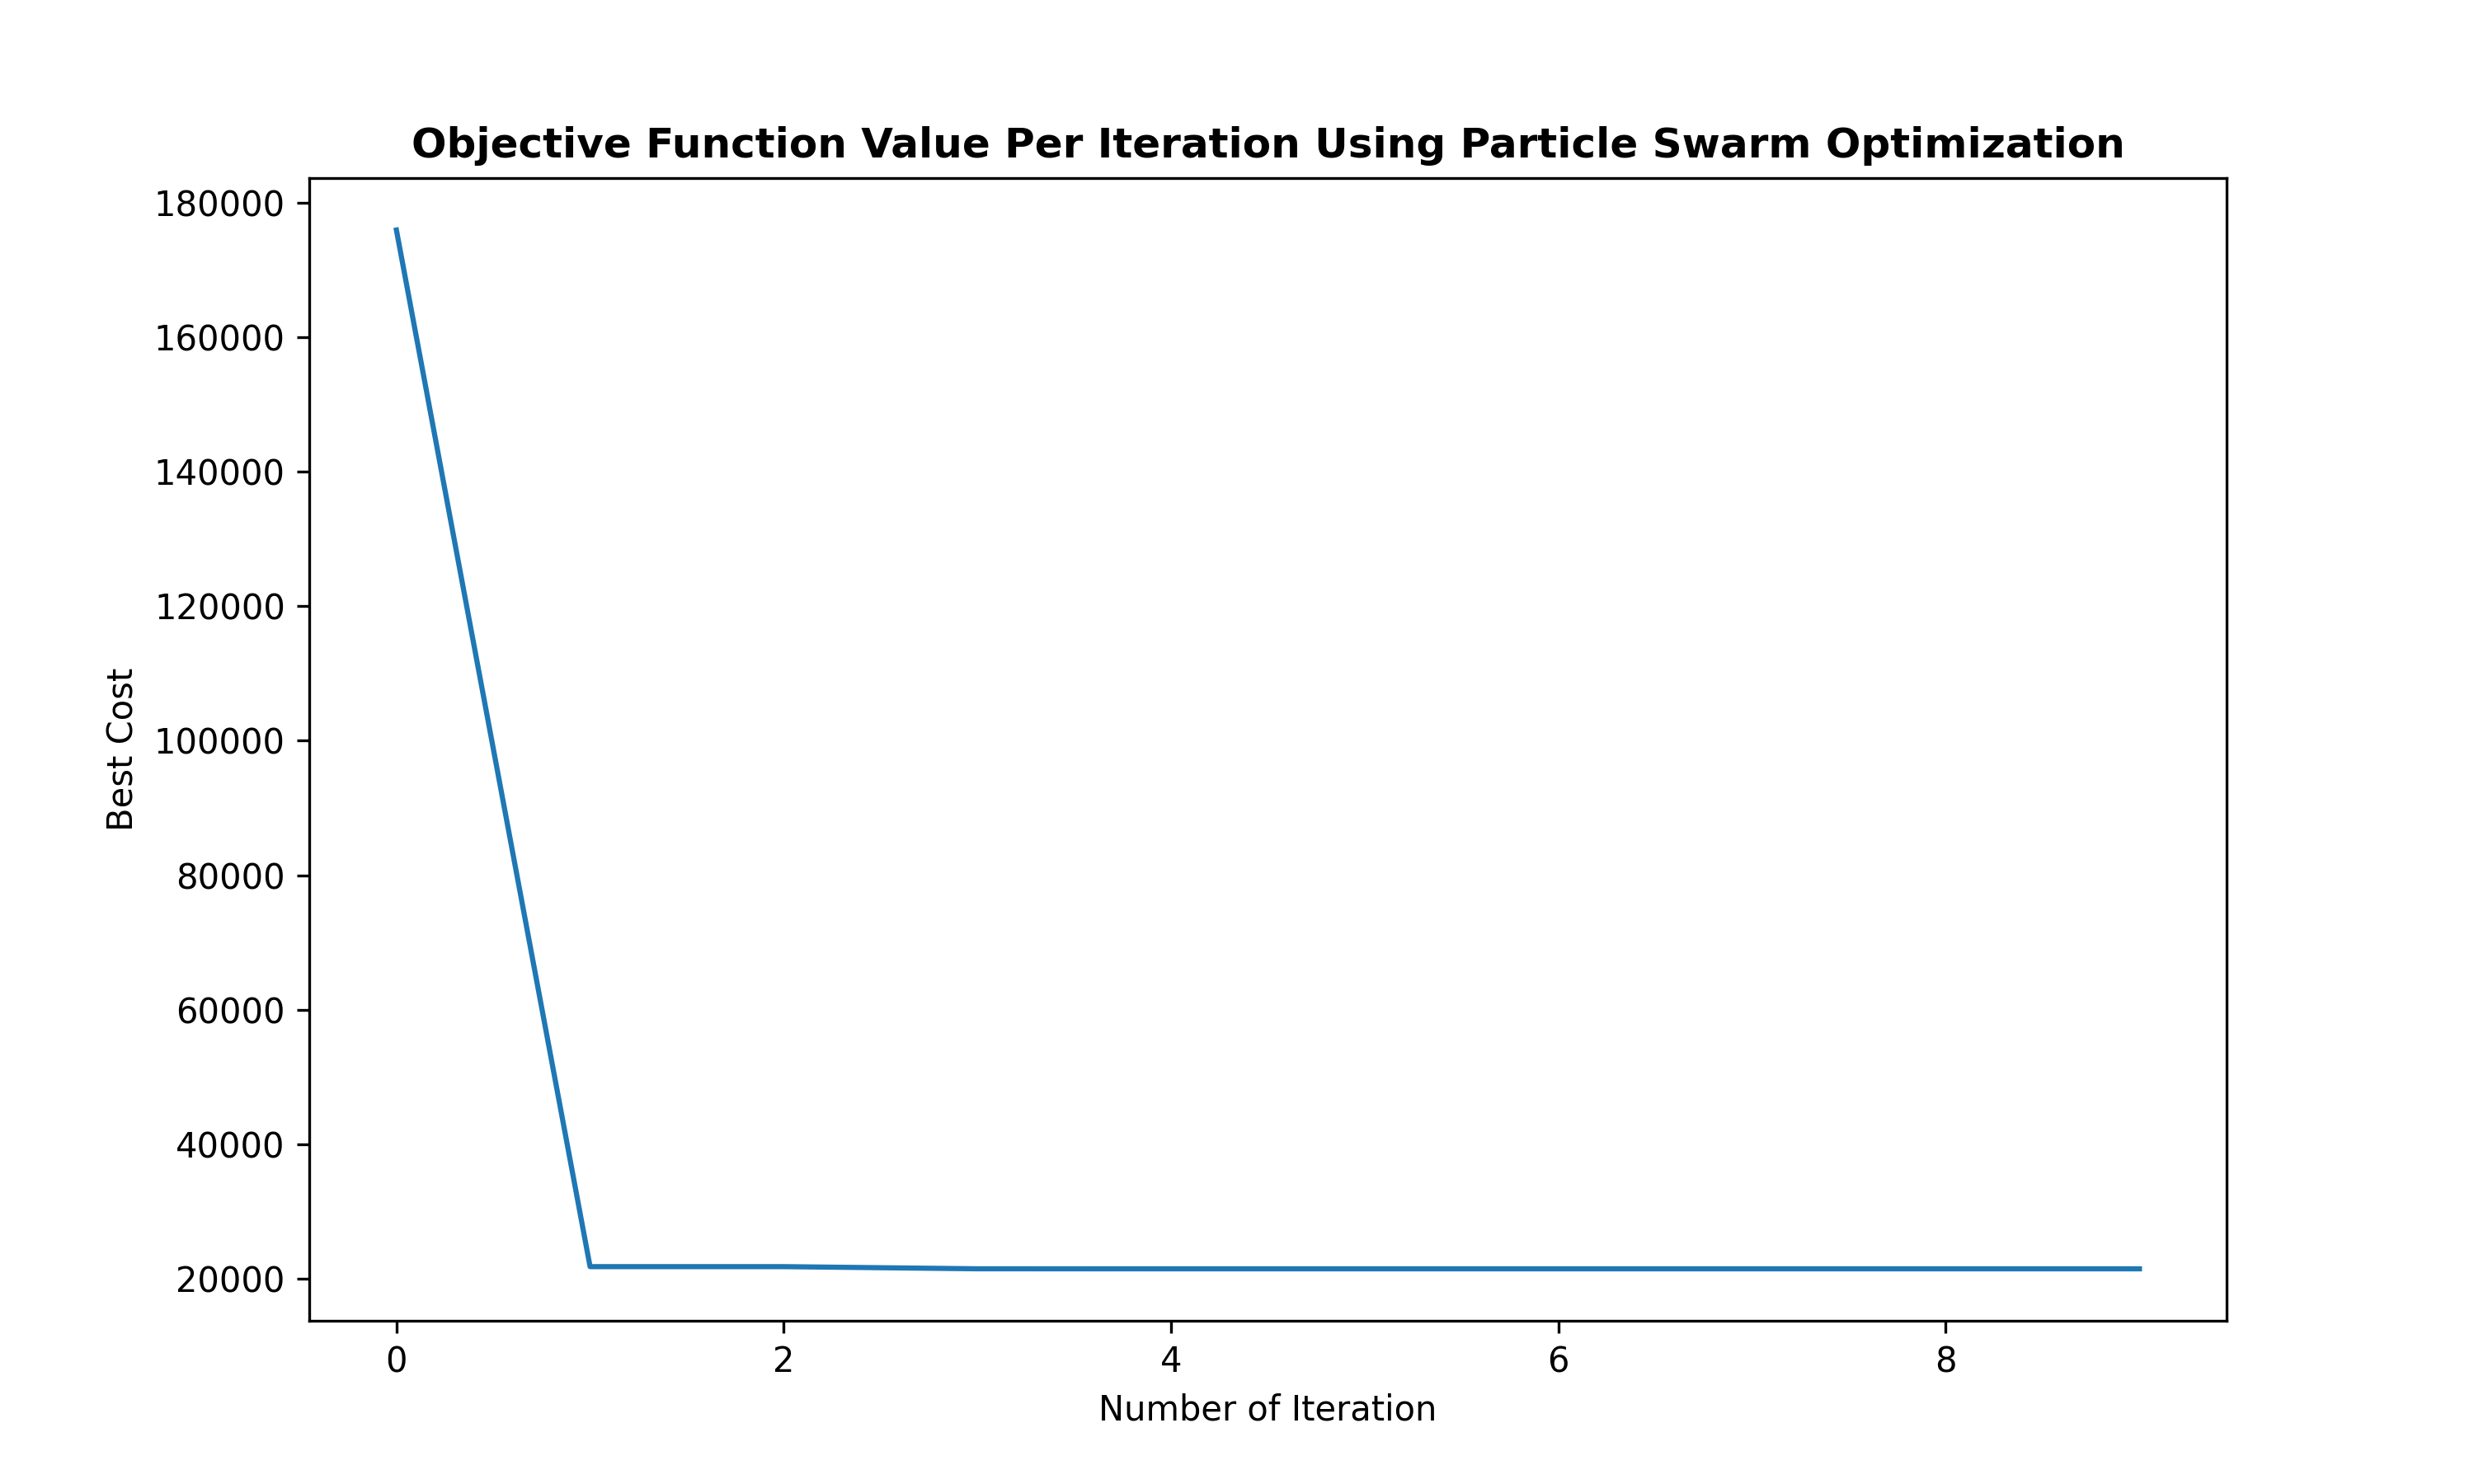 Objective Function Value Per Iteration Using Particle Swarm Optimization
180000
160000
140000
120000
100000
80000
60000
40000
20000
Best Cost
0 2 4 6 8
Number of Iteration